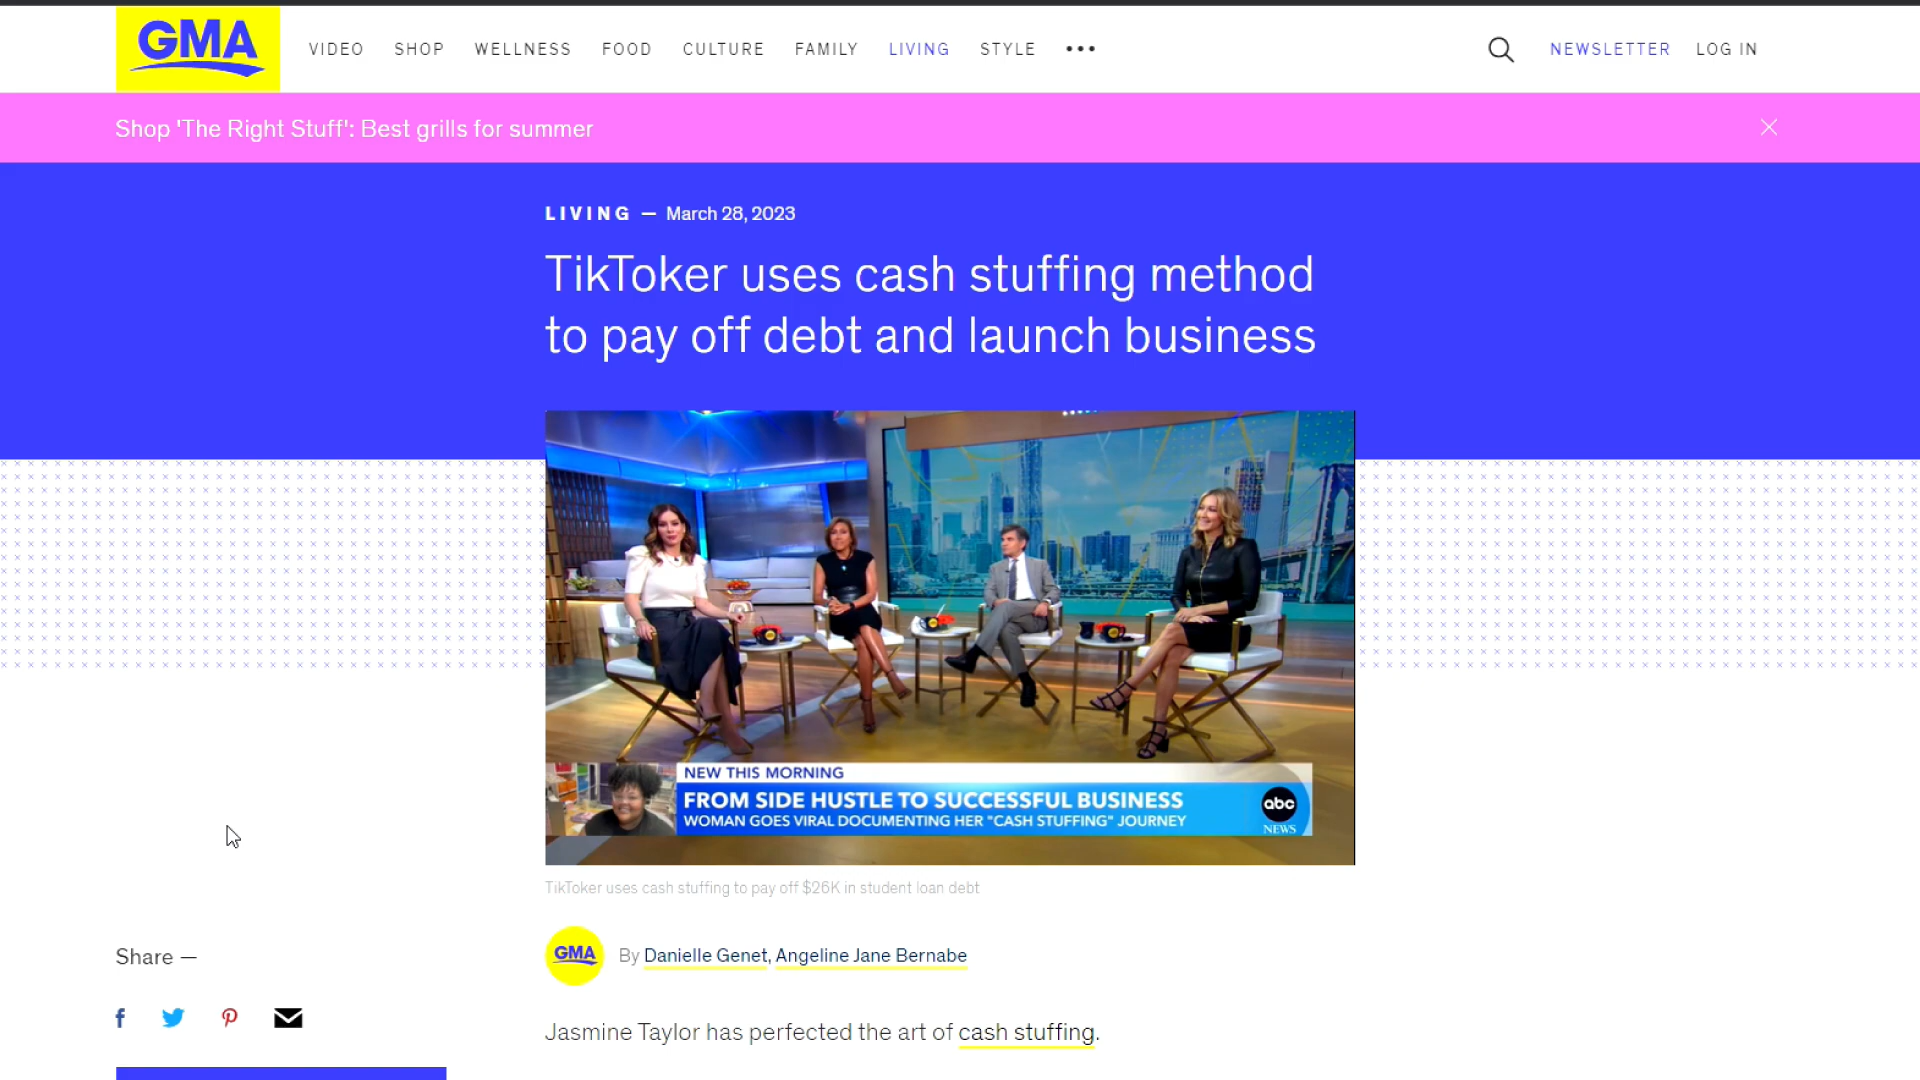 GMA
VIDEO SHOP WELLNESS FOOD CULTURE FAMILY LIVING STYLE ••• NEWSLETTER LOG IN
Shop 'The Right Stuff': Best grills for summer
LIVING — March 28, 2023
TikToker uses cash stuffing method
to pay off debt and launch business
NEW THIS MORNING
FROM SIDE HUSTLE TO SUCCESSFUL BUSINESS
WOMAN GOES VIRAL DOCUMENTING HER "CASH STUFFING" JOURNEY
abc
NEWS
TikToker uses cash stuffing to pay off $26K in student loan debt
GMA
By Danielle Genet, Angeline Jane Bernabe
Share —
Jasmine Taylor has perfected the art of cash stuffing.